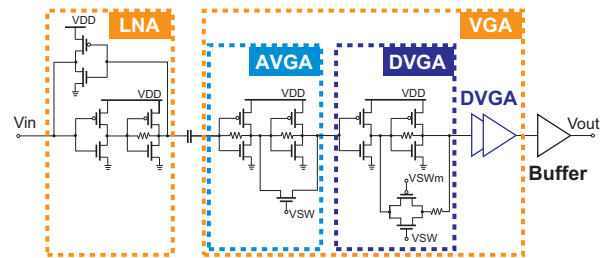 LNA
VGA
VDD
AVGA
DVGA
VDD
VDD
VDD
DVGA
Vin
Vout
Buffer
VSWm
VSW
VSW